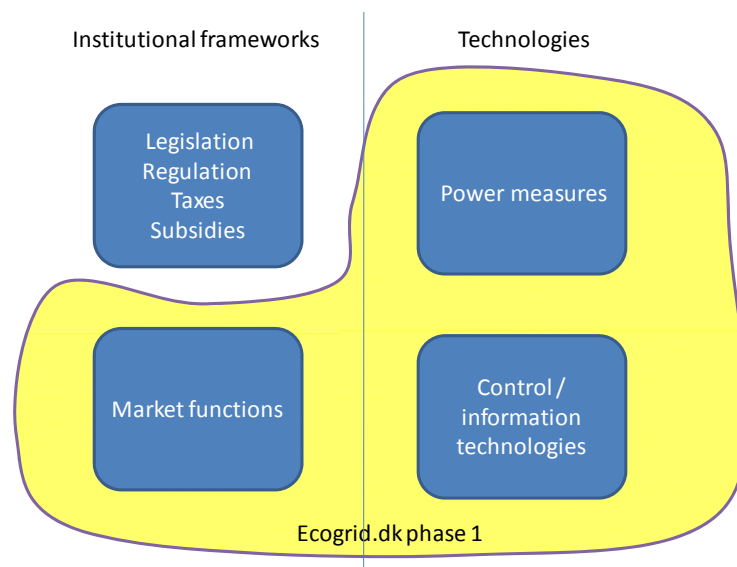 Institutional frameworks
Technologies
Legislation
Regulation
Taxes
Subsidies
Power measures
Market functions
Control /
information
technologies
Ecogrid.dk phase 1